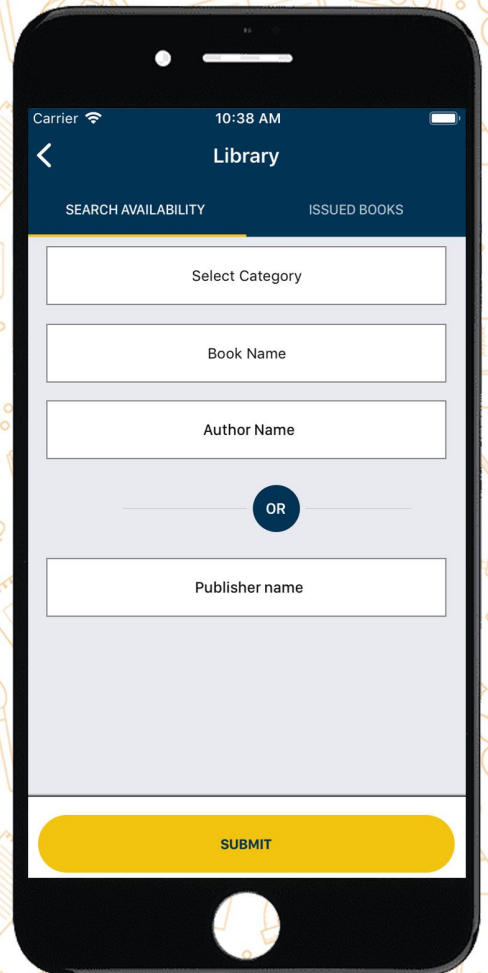 Carrier 10:38 AM
Library
SEARCH AVAILABILITY ISSUED BOOKS
Select Category
Book Name
Author Name
OR
Publisher name
SUBMIT